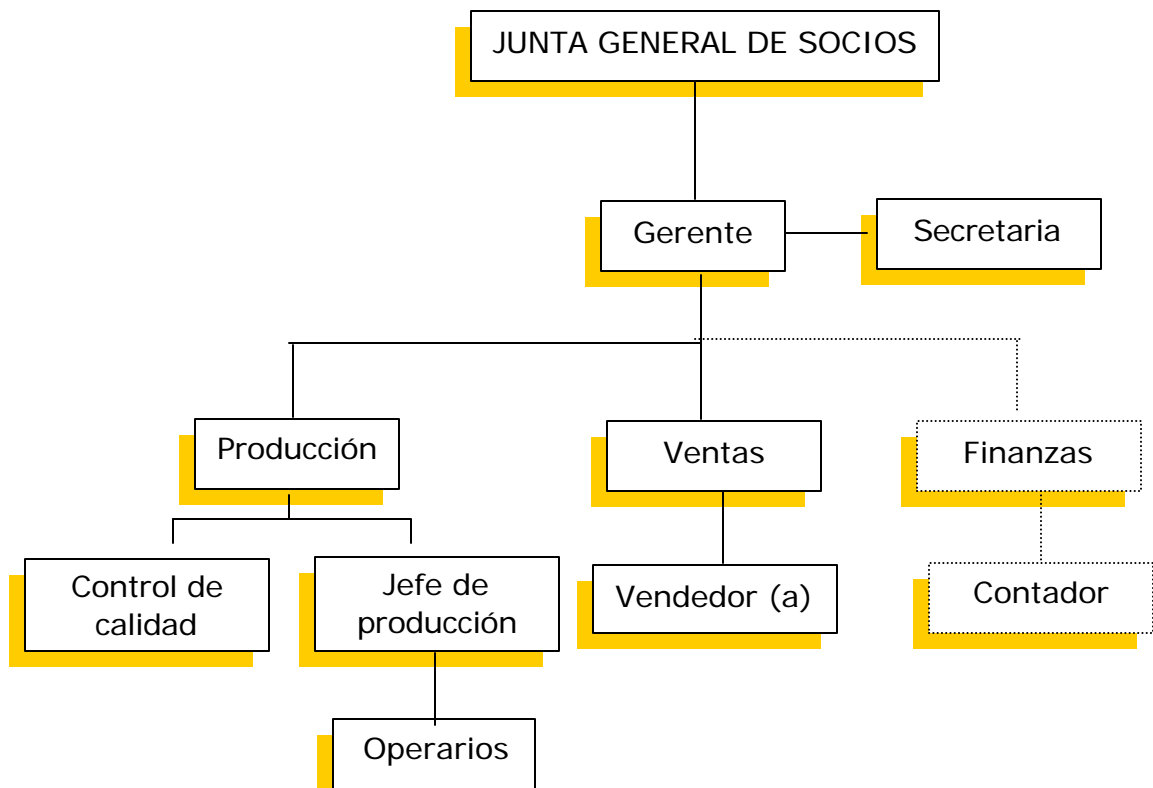 JUNTA GENERAL DE SOCIOS
Gerente
Secretaria
Producción
Ventas
Finanzas
Control de
calidad
Jefe de
producción
Vendedor (a)
Contador
Operarios